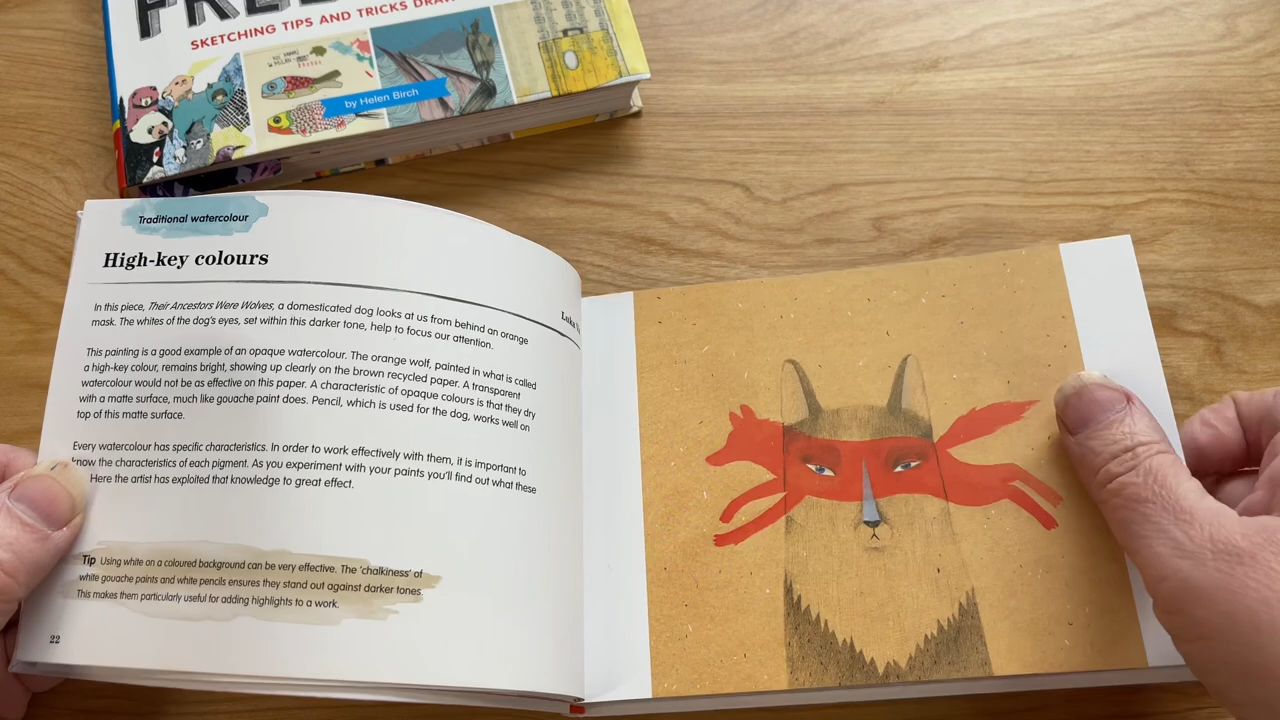 SKETCHING TIPS AND TRICKS
by Helen Birch
Traditional watercolour
High-key colours
In this piece, Their Ancestors Were Wolves, a domesticated dog looks at us from behind an orange
mask. The whites of the dog's eyes, set within this darker tone, help to focus our attention.
This painting is a good example of an opaque watercolour. The orange wolf, painted in what is called
a high-key colour, remains bright, showing up clearly on the brown recycled paper. A transparent
watercolour would not be as effective on this paper. A characteristic of opaque colours is that they dry
with a matte surface, much like gouache paint does. Pencil, which is used for the dog, works well on
top of this matte surface.
Every watercolour has specific characteristics. In order to work effectively with them, it is important to
know the characteristics of each pigment. As you experiment with your paints you'll find out what these
Here the artist has exploited that knowledge to great effect.
Tip Using white on a coloured background can be very effective. The 'chalkiness' of
white gouache paints and white pencils ensures they stand out against darker tones.
This makes them particularly useful for adding highlights to a work.
22
Luka